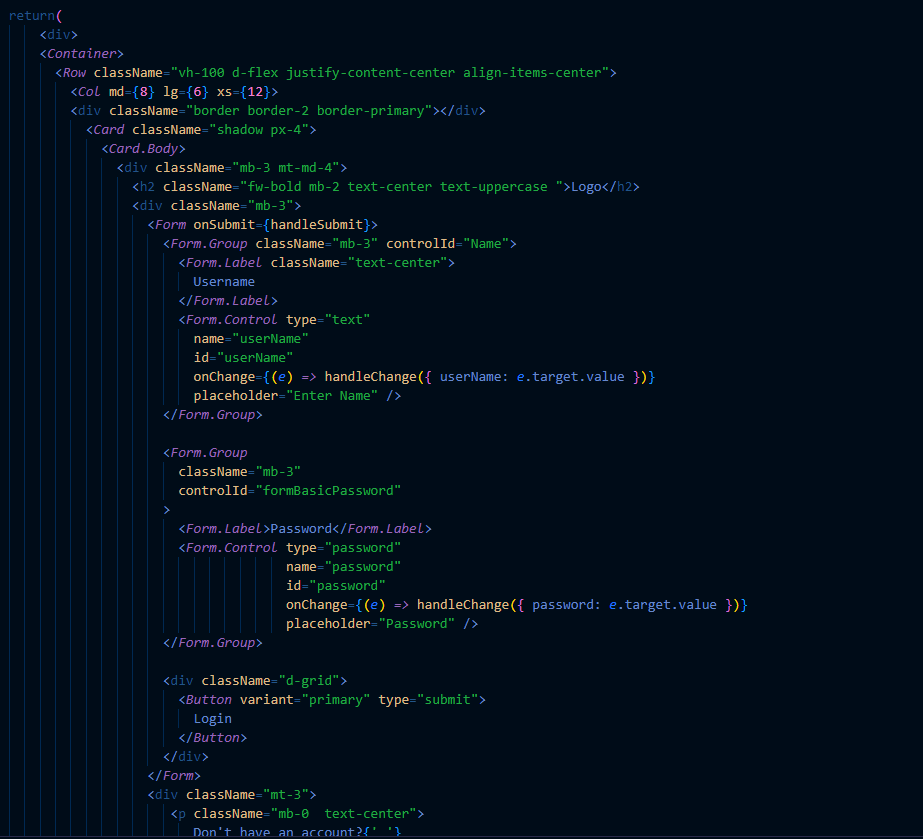 return(
<div>
<Container>
<Row className="vh-100 d-flex justify-content-center align-items-center">
<Col md={8} lg={6} xs={12}>
<div className="border border-2 border-primary"></div>
<Card className="shadow px-4">
<Card.Body>
<div className="mb-3 mt-md-4">
<h2 className="fw-bold mb-2 text-center text-uppercase ">Logo</h2>
<div className="mb-3">
<Form onSubmit={handleSubmit}>
<Form.Group className="mb-3" controlId="Name">
<Form.Label className="text-center">
Username
</Form.Label>
<Form.Control type="text"
name="userName"
id="userName"
onChange={(e) => handleChange({ userName: e.target.value })}
placeholder="Enter Name" />
</Form.Group>
<Form.Group
className="mb-3"
controlId="formBasicPassword"
>
<Form.Label>Password</Form.Label>
<Form.Control type="password"
name="password"
id="password"
onChange={(e) => handleChange({ password: e.target.value })}
placeholder="Password" />
</Form.Group>
<div className="d-grid">
<Button variant="primary" type="submit">
Login
</Button>
</div>
</Form>
<div className="mt-3">
<p className="mb-0  text-center">
Don't have an account?{' '}